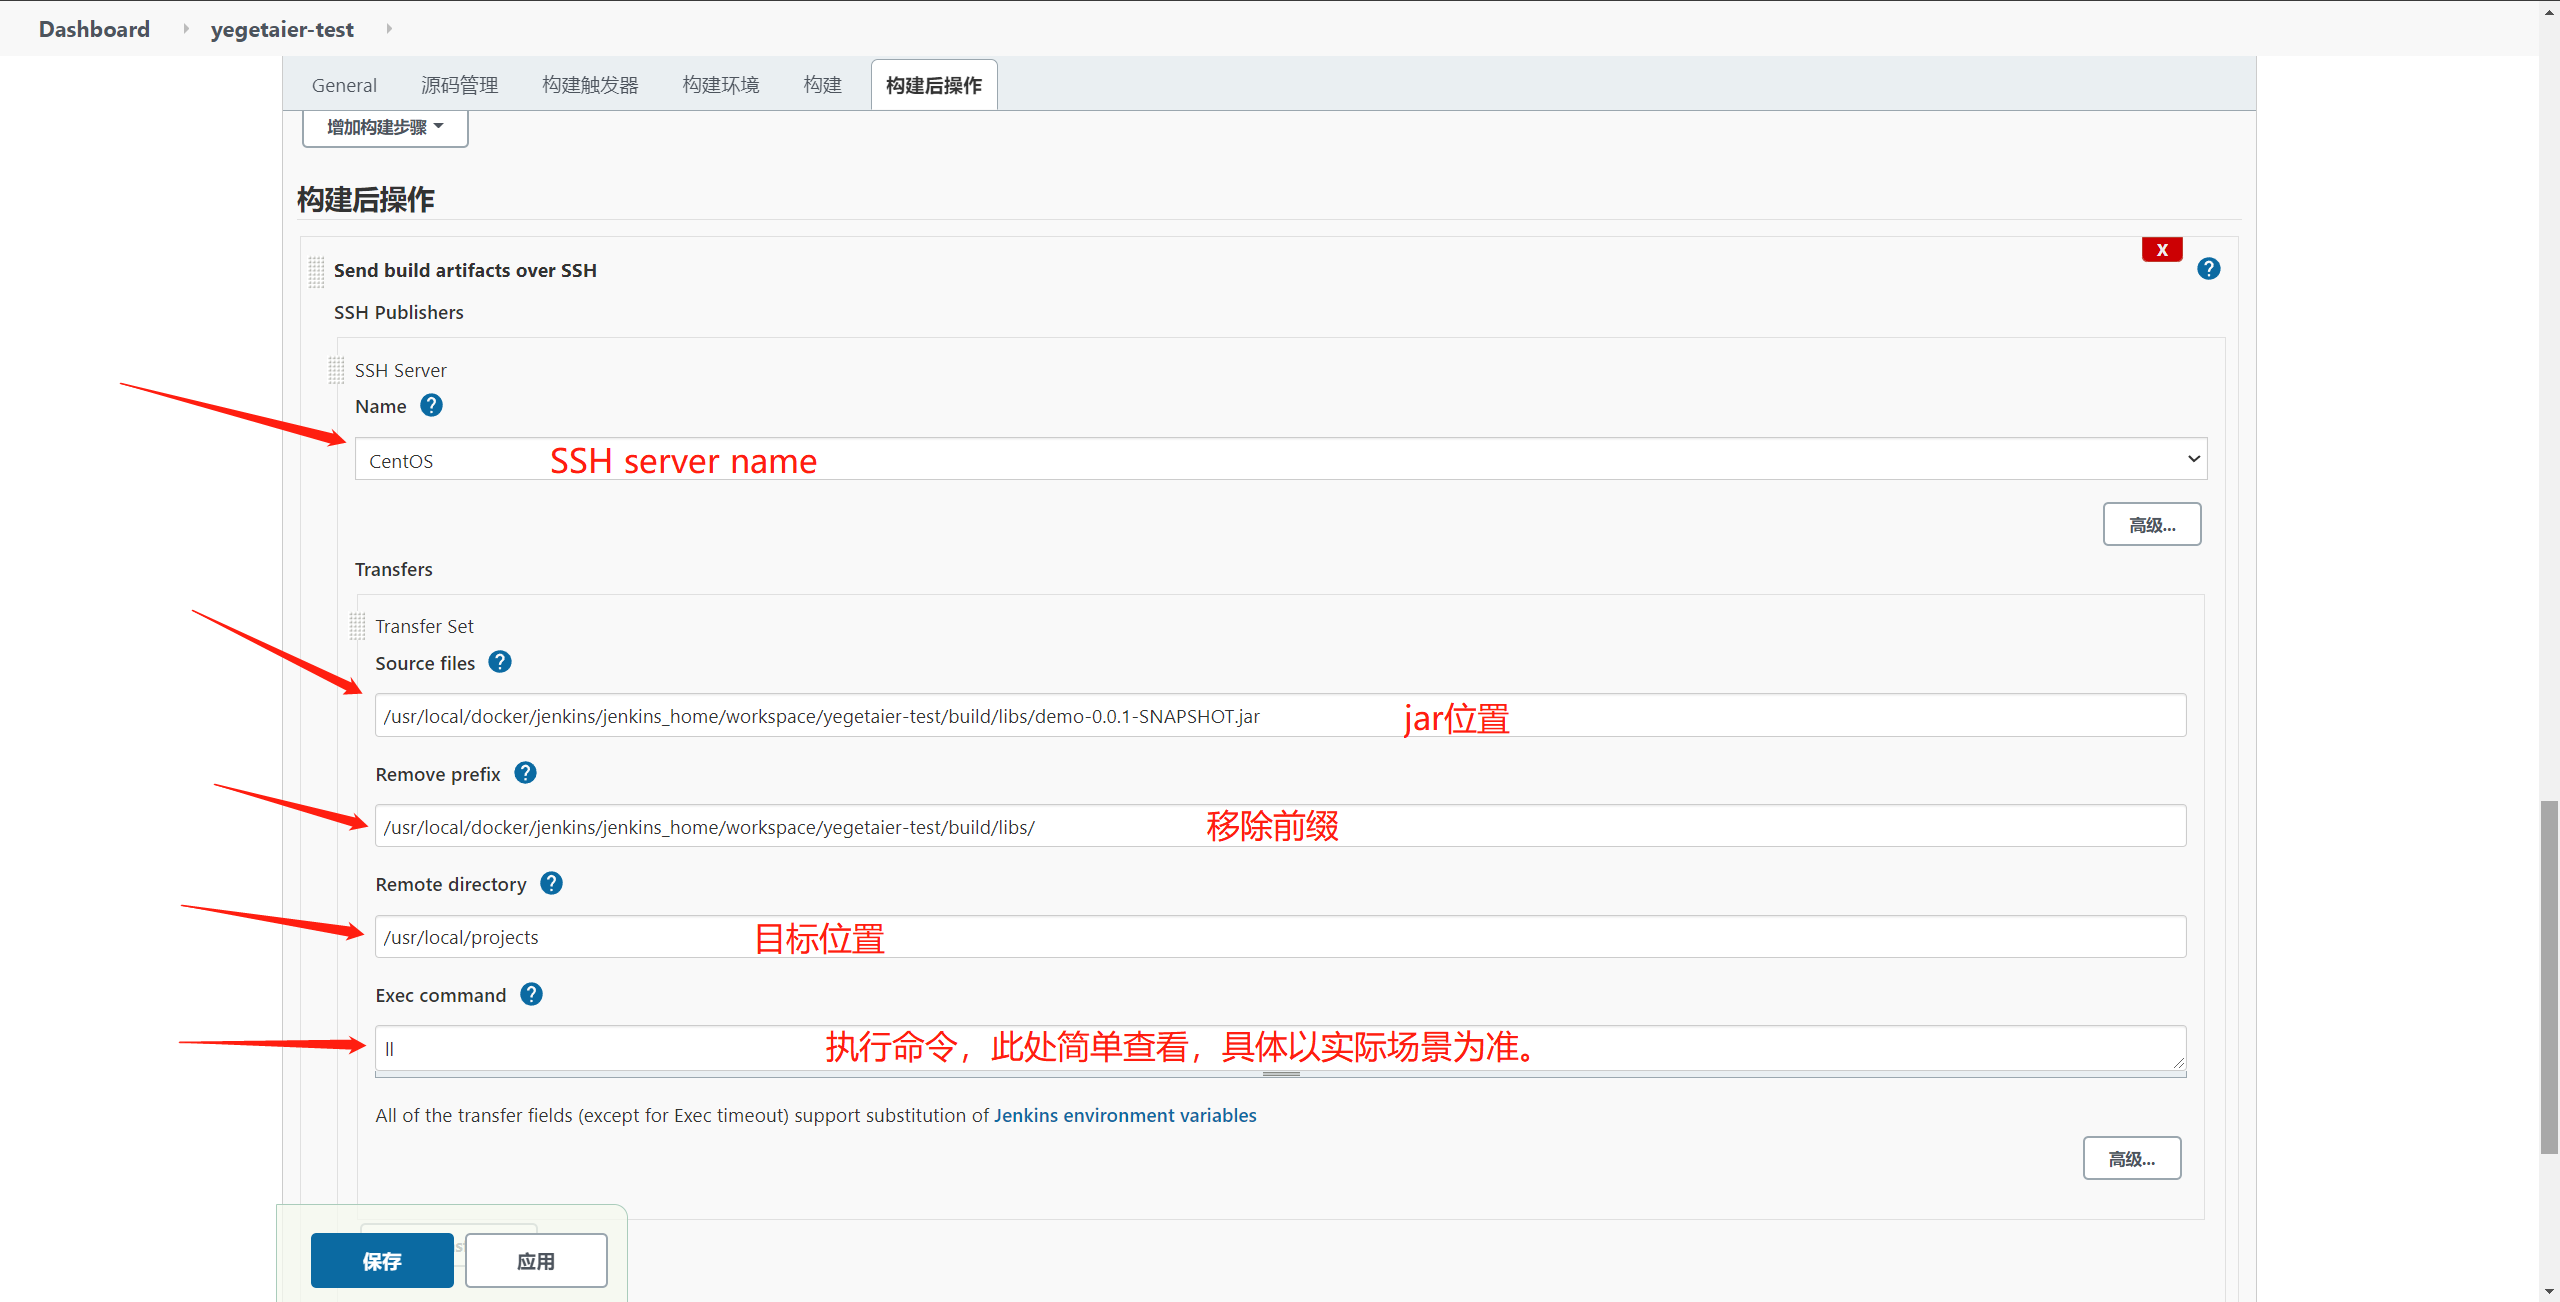 Dashboard yegetaier-test
General 源码管理 构建触发器 构建环境 构建 构建后操作
增加构建步骤
构建后操作
X
Send build artifacts over SSH
SSH Publishers
SSH Server
Name
CentOS SSH server name
高级...
Transfers
Transfer Set
Source files
/usr/local/docker/jenkins/jenkins_home/workspace/yegetaier-test/build/libs/demo-0.0.1-SNAPSHOT.jar jar位置
Remove prefix
/usr/local/docker/jenkins/jenkins_home/workspace/yegetaier-test/build/libs/ 移除前缀
Remote directory
/usr/local/projects 目标位置
Exec command
ll 执行命令，此处简单查看，具体以实际场景为准。
All of the transfer fields (except for Exec timeout) support substitution of Jenkins environment variables
高级...
保存 应用